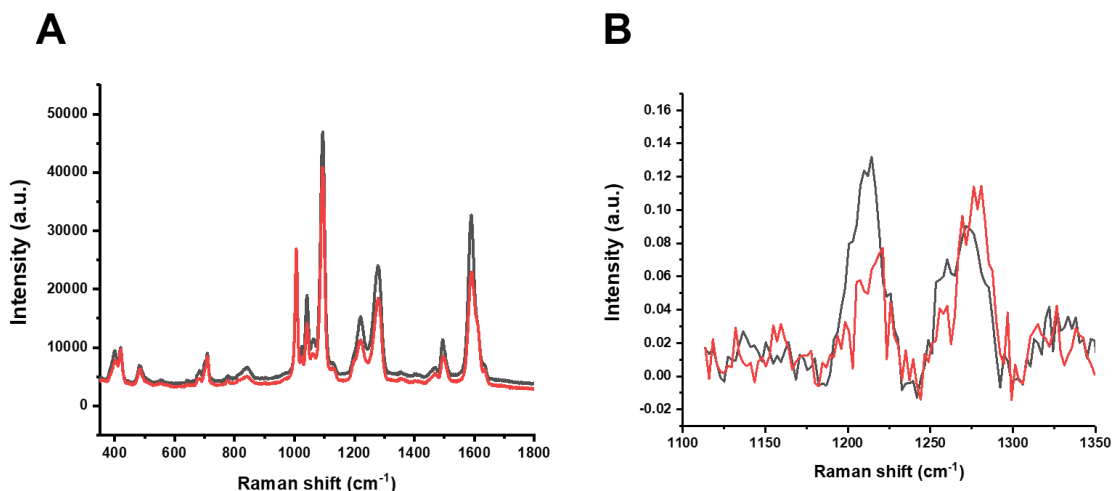 A
B
Intensity (a.u.)
50000
40000
30000
20000
10000
0
400 600 800 1000 1200 1400 1600 1800
Raman shift (cm⁻¹)
Intensity (a.u.)
0.16
0.14
0.12
0.10
0.08
0.06
0.04
0.02
0.00
-0.02
1100 1150 1200 1250 1300 1350
Raman shift (cm⁻¹)